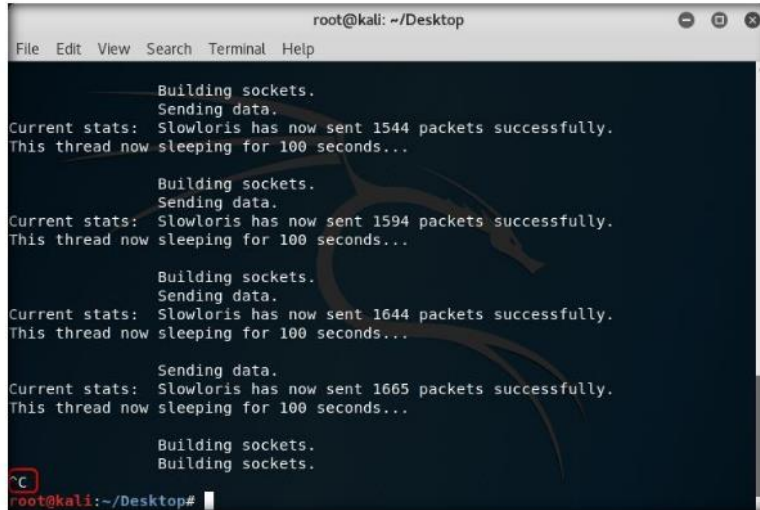 root@kali: ~/Desktop
File Edit View Search Terminal Help
Building sockets.
Sending data.
Current stats: Slowloris has now sent 1544 packets successfully.
This thread now sleeping for 100 seconds...
Building sockets.
Sending data.
Current stats: Slowloris has now sent 1594 packets successfully.
This thread now sleeping for 100 seconds...
Building sockets.
Sending data.
Current stats: Slowloris has now sent 1644 packets successfully.
This thread now sleeping for 100 seconds...
Sending data.
Current stats: Slowloris has now sent 1665 packets successfully.
This thread now sleeping for 100 seconds...
Building sockets.
Building sockets.
^C
root@kali:~/Desktop#